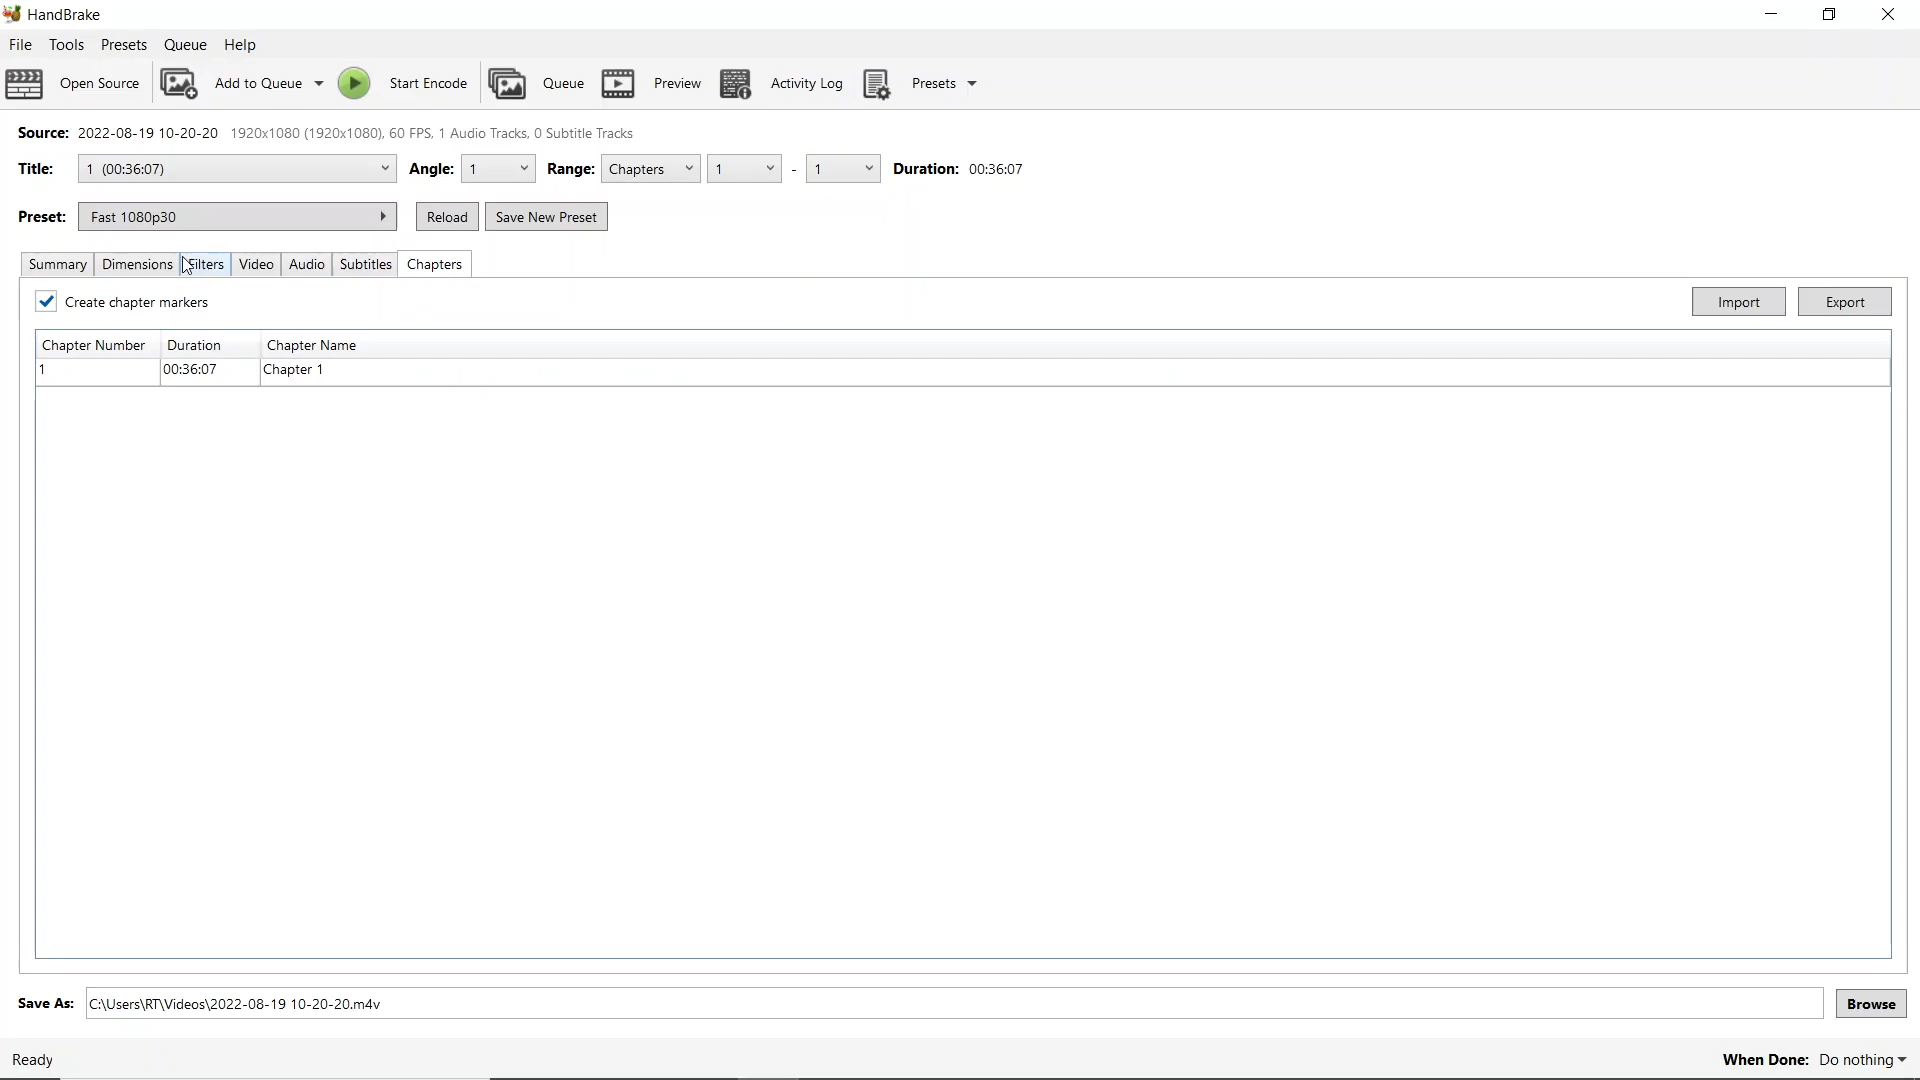 HandBrake
File Tools Presets Queue Help
Open Source Add to Queue Start Encode Queue Preview Activity Log Presets
Source: 2022-08-19 10-20-20 1920x1080 (1920x1080), 60 FPS, 1 Audio Tracks, 0 Subtitle Tracks
Title: 1 (00:36:07) Angle: 1 Range: Chapters 1 - 1 Duration: 00:36:07
Preset: Fast 1080p30 Reload Save New Preset
Summary Dimensions Filters Video Audio Subtitles Chapters
Create chapter markers Import Export
Chapter Number Duration Chapter Name
1 00:36:07 Chapter 1
Save As: C:\Users\RT\Videos\2022-08-19 10-20-20.m4v Browse
Ready When Done: Do nothing